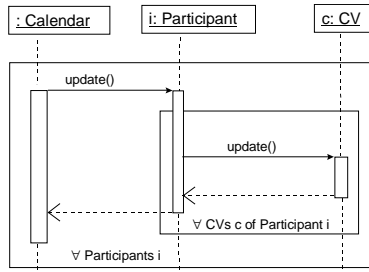 : Calendar
i: Participant
c: CV
update()
update()
∀ CVs c of Participant i
∀ Participants i